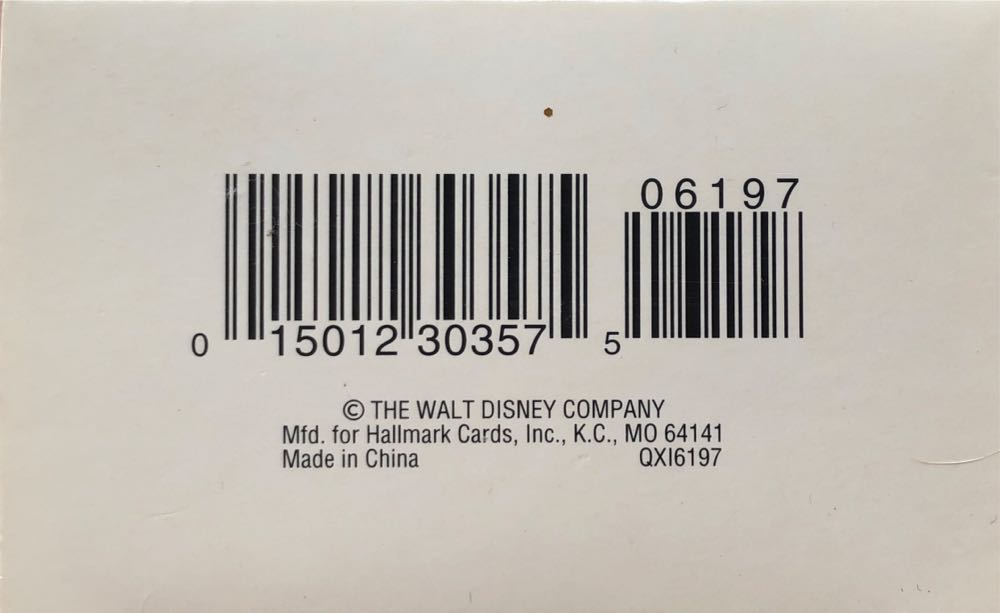 06197
0 15012 30357 5
© THE WALT DISNEY COMPANY
Mfd. for Hallmark Cards, Inc., K.C., MO 64141
Made in China QXI6197